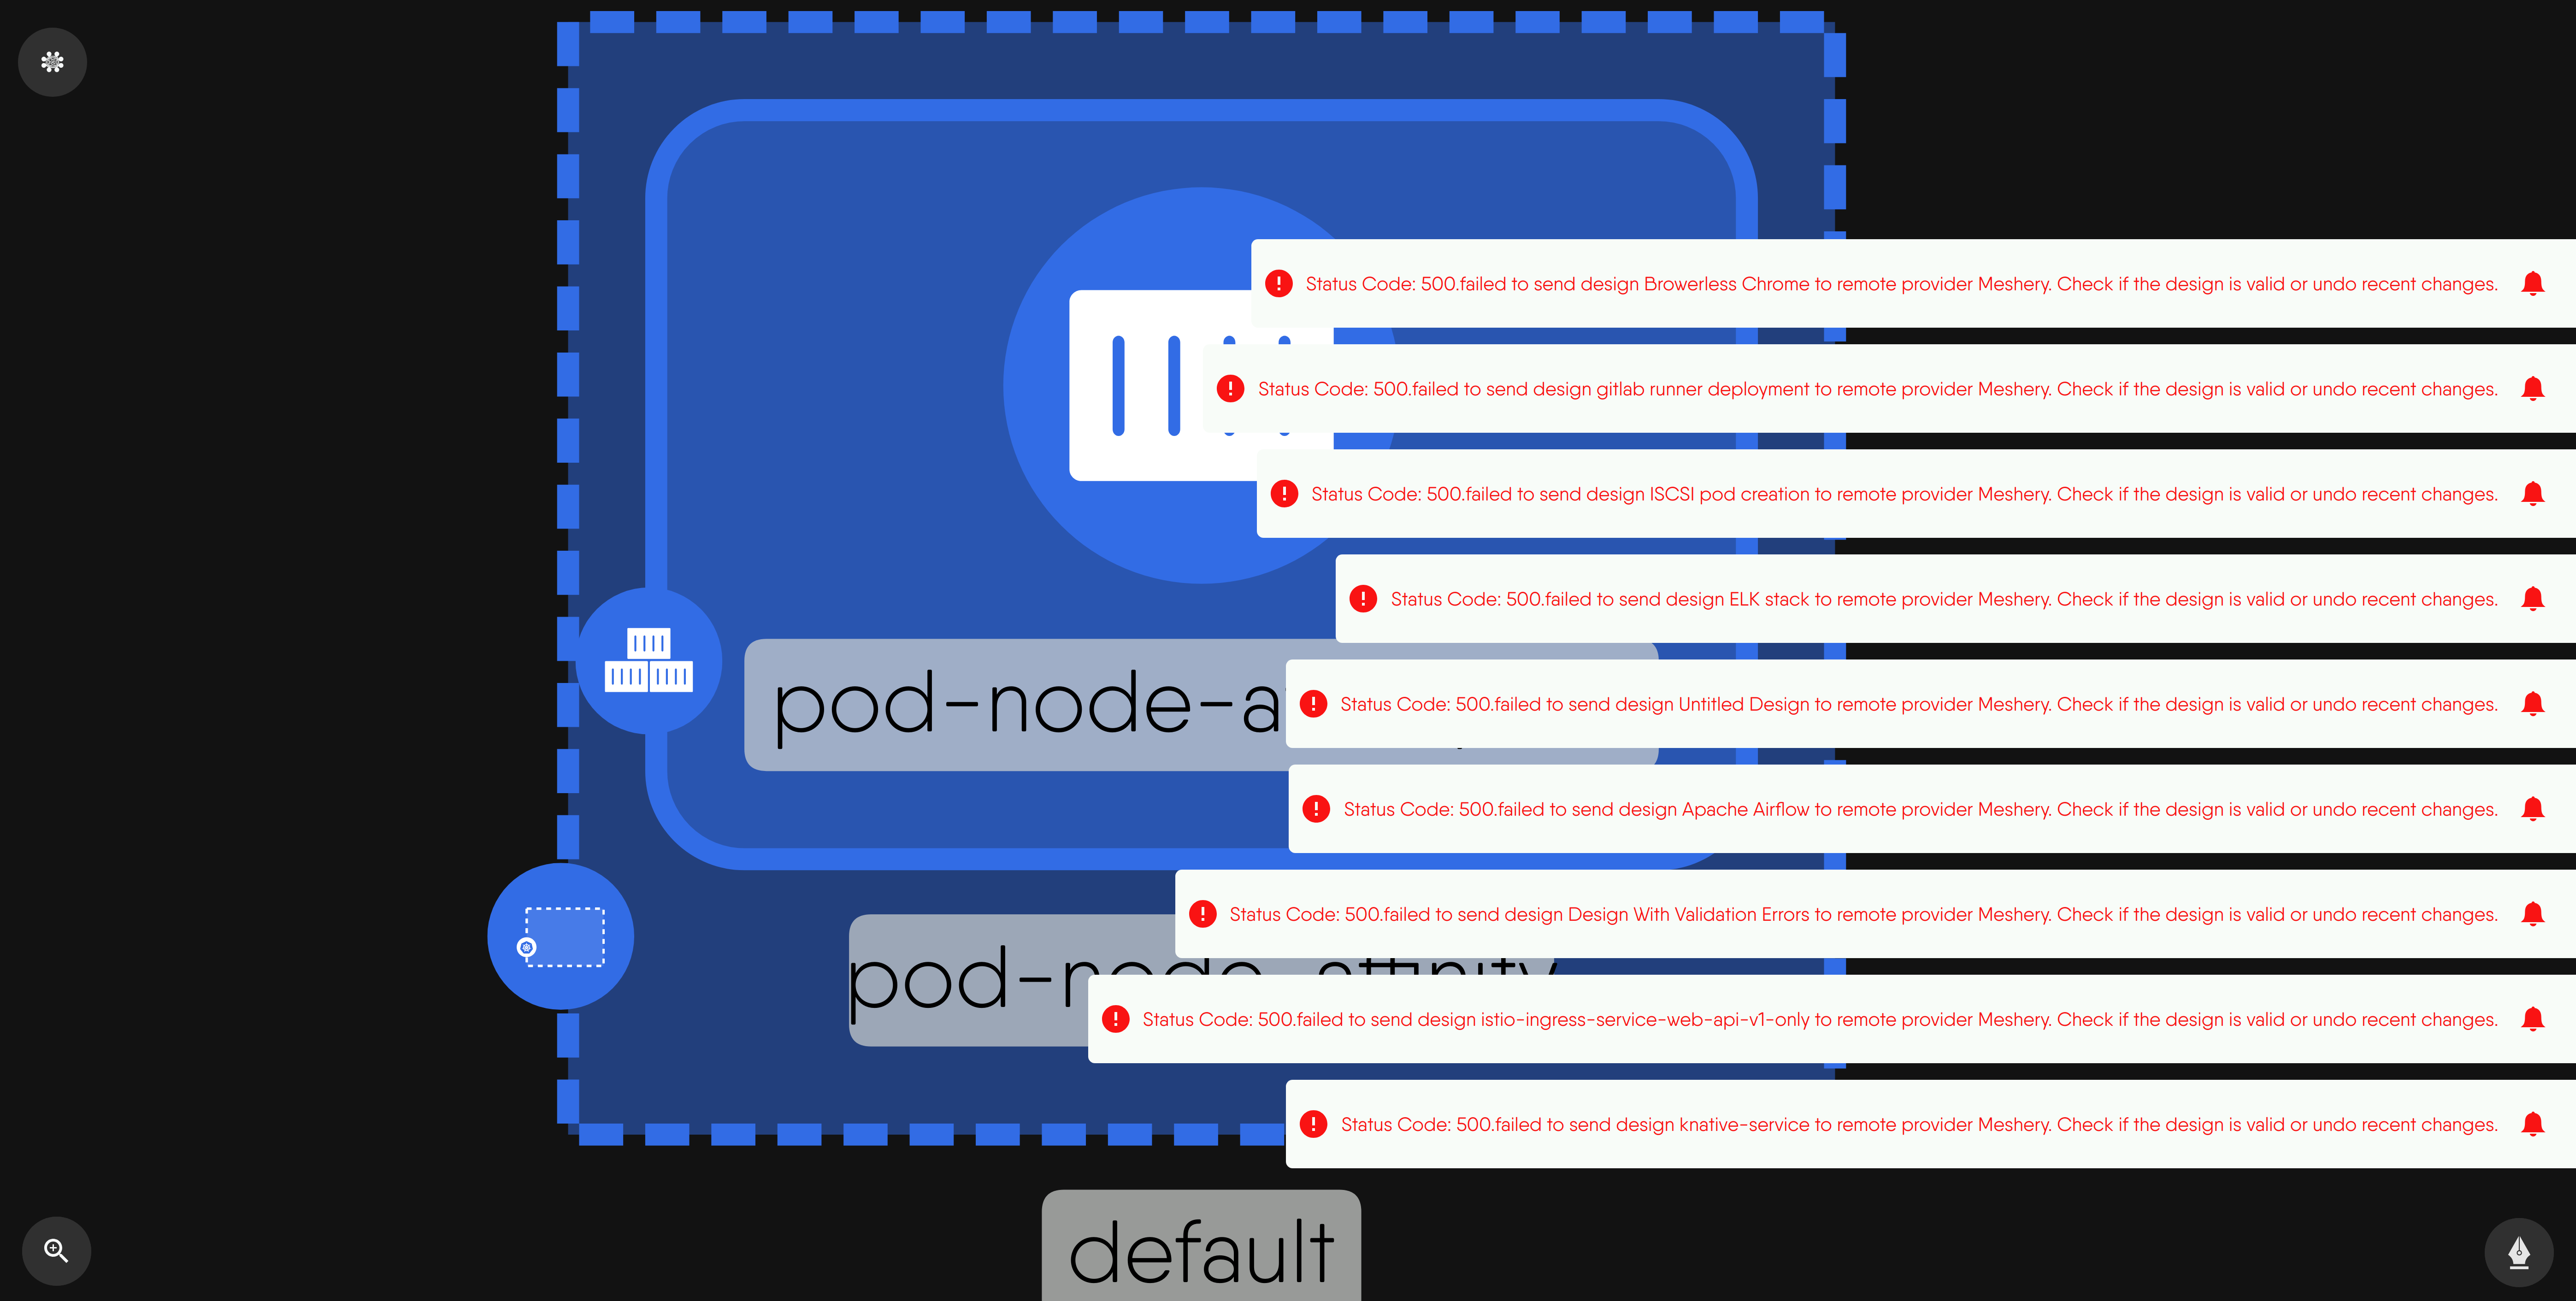 Status Code: 500.failed to send design Browerless Chrome to remote provider Meshery. Check if the design is valid or undo recent changes.
Status Code: 500.failed to send design gitlab runner deployment to remote provider Meshery. Check if the design is valid or undo recent changes.
Status Code: 500.failed to send design ISCSI pod creation to remote provider Meshery. Check if the design is valid or undo recent changes.
Status Code: 500.failed to send design ELK stack to remote provider Meshery. Check if the design is valid or undo recent changes.
pod-node-a
Status Code: 500.failed to send design Untitled Design to remote provider Meshery. Check if the design is valid or undo recent changes.
Status Code: 500.failed to send design Apache Airflow to remote provider Meshery. Check if the design is valid or undo recent changes.
Status Code: 500.failed to send design Design With Validation Errors to remote provider Meshery. Check if the design is valid or undo recent changes.
pod-node-affinity
Status Code: 500.failed to send design istio-ingress-service-web-api-v1-only to remote provider Meshery. Check if the design is valid or undo recent changes.
Status Code: 500.failed to send design knative-service to remote provider Meshery. Check if the design is valid or undo recent changes.
default